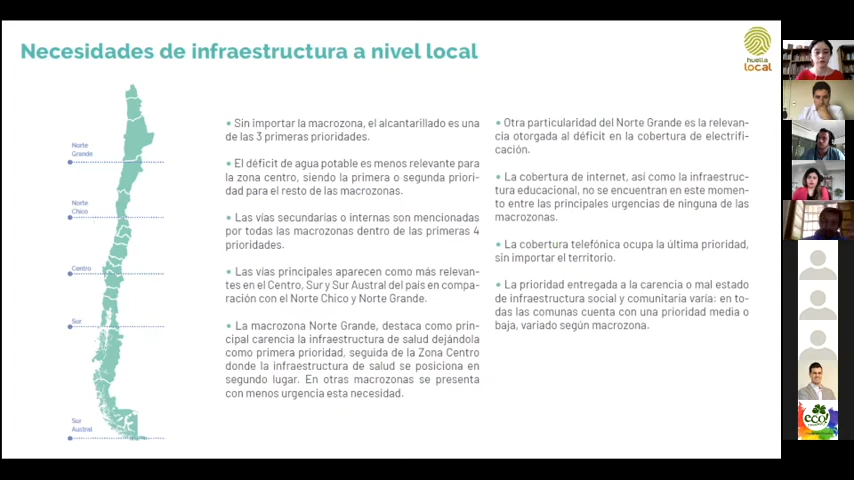 Necesidades de infraestructura a nivel local
huella
local
Norte
Grande
Norte
Chico
Centro
Sur
Sur
Austral
• Sin importar la macrozona, el alcantarillado es una
de las 3 primeras prioridades.
• El déficit de agua potable es menos relevante para
la zona centro, siendo la primera o segunda priori-
dad para el resto de las macrozonas.
• Las vías secundarias o internas son mencionadas
por todas las macrozonas dentro de las primeras 4
prioridades.
• Las vías principales aparecen como más relevan-
tes en el Centro, Sur y Sur Austral del país en compa-
ración con el Norte Chico y Norte Grande.
• La macrozona Norte Grande, destaca como prin-
cipal carencia la infraestructura de salud dejándola
como primera prioridad, seguida de la Zona Centro
donde la infraestructura de salud se posiciona en
segundo lugar. En otras macrozonas se presenta
con menos urgencia esta necesidad.
• Otra particularidad del Norte Grande es la relevan-
cia otorgada al déficit en la cobertura de electrifi-
cación.
• La cobertura de internet, así como la infraestruc-
tura educacional, no se encuentran en este momen-
to entre las principales urgencias de ninguna de las
macrozonas.
• La cobertura telefónica ocupa la última prioridad,
sin importar el territorio.
• La prioridad entregada a la carencia o mal estado
de infraestructura social y comunitaria varía: en to-
das las comunas cuenta con una prioridad media o
baja, variado según macrozona.
eco!